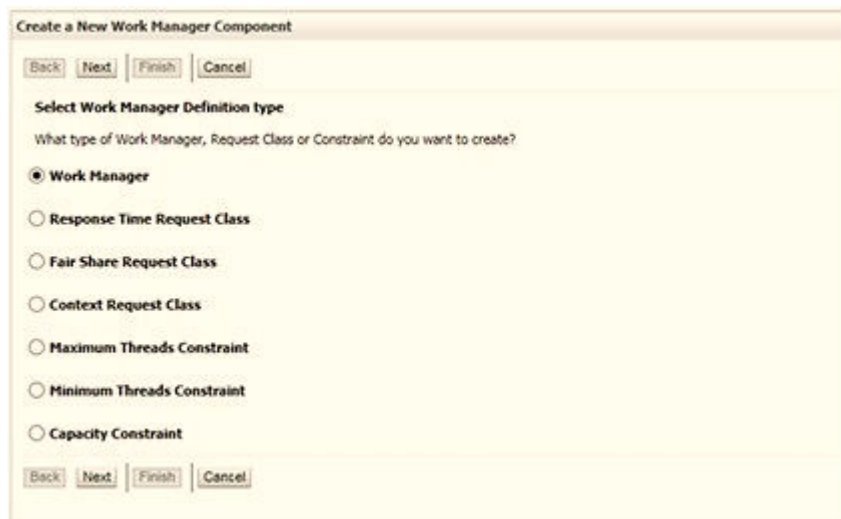 Create a New Work Manager Component
Back Next Finish Cancel
Select Work Manager Definition type
What type of Work Manager, Request Class or Constraint do you want to create?
Work Manager
Response Time Request Class
Fair Share Request Class
Context Request Class
Maximum Threads Constraint
Minimum Threads Constraint
Capacity Constraint
Back Next Finish Cancel